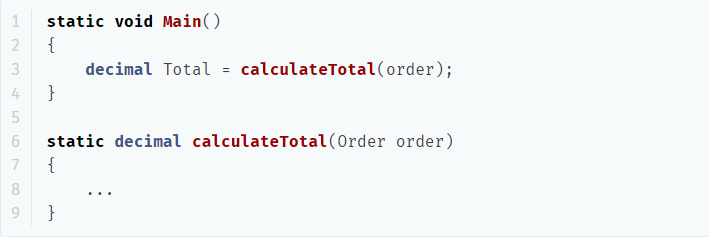 1 static void Main()
2 {
3     decimal Total = calculateTotal(order);
4 }
5
6 static decimal calculateTotal(Order order)
7 {
8     ...
9 }